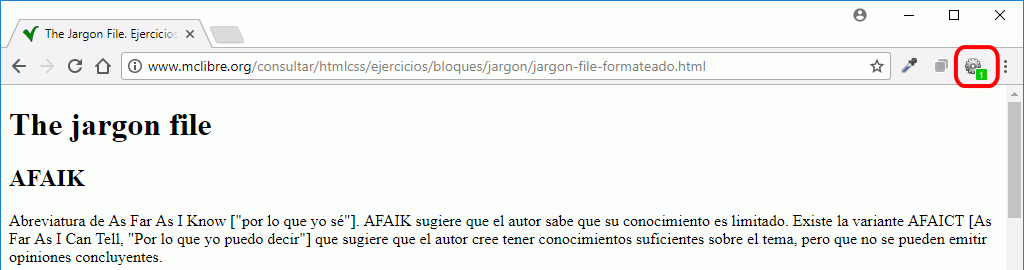 The Jargon File. Ejercicios
www.mclibre.org/consultar/htmlcss/ejercicios/bloques/jargon/jargon-file-formateado.html
1
The jargon file
AFAIK
Abreviatura de As Far As I Know ["por lo que yo sé"]. AFAIK sugiere que el autor sabe que su conocimiento es limitado. Existe la variante AFAICT [As
Far As I Can Tell, "Por lo que yo puedo decir"] que sugiere que el autor cree tener conocimientos suficientes sobre el tema, pero que no se pueden emitir
opiniones concluyentes.